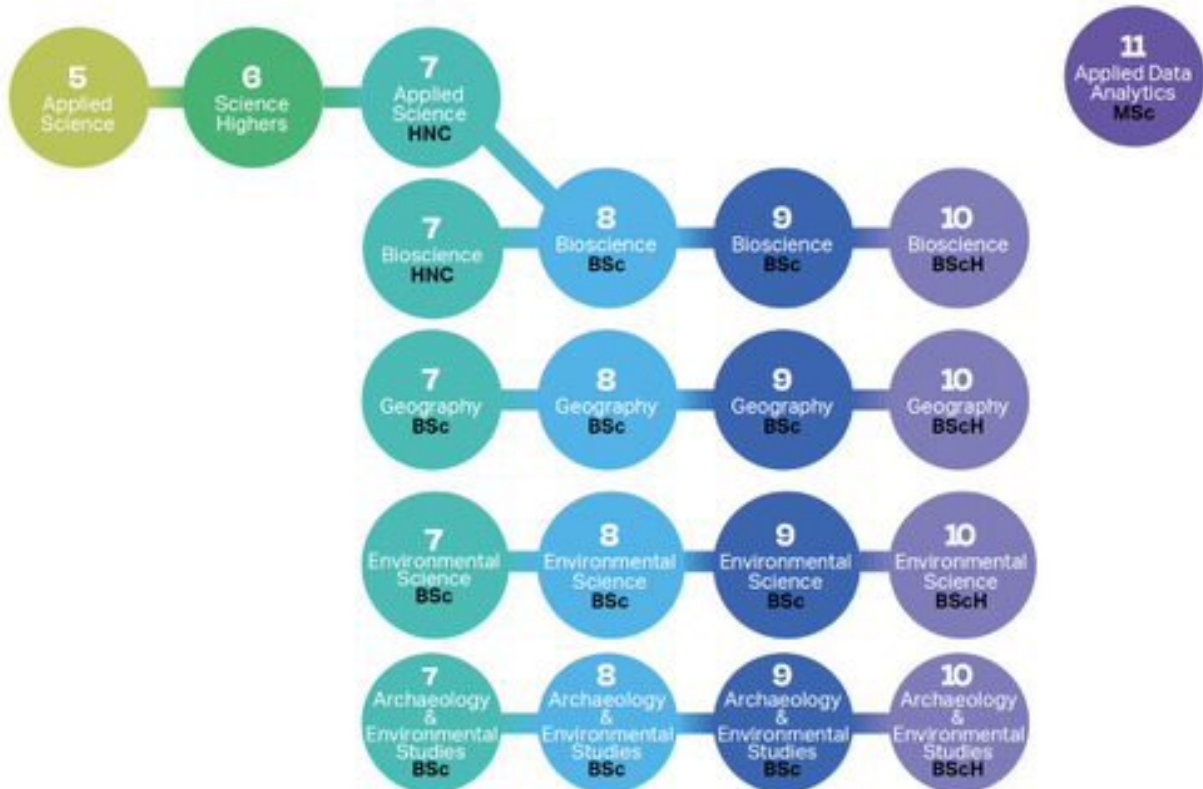 5
Applied
Science
6
Science
Highers
7
Applied
Science
HNC
11
Applied Data
Analytics
MSc
7
Bioscience
HNC
8
Bioscience
BSc
9
Bioscience
BSc
10
Bioscience
BScH
7
Geography
BSc
8
Geography
BSc
9
Geography
BSc
10
Geography
BScH
7
Environmental
Science
BSc
8
Environmental
Science
BSc
9
Environmental
Science
BSc
10
Environmental
Science
BScH
7
Archaeology
&
Environmental
Studies
BSc
8
Archaeology
&
Environmental
Studies
BSc
9
Archaeology
&
Environmental
Studies
BSc
10
Archaeology
&
Environmental
Studies
BScH